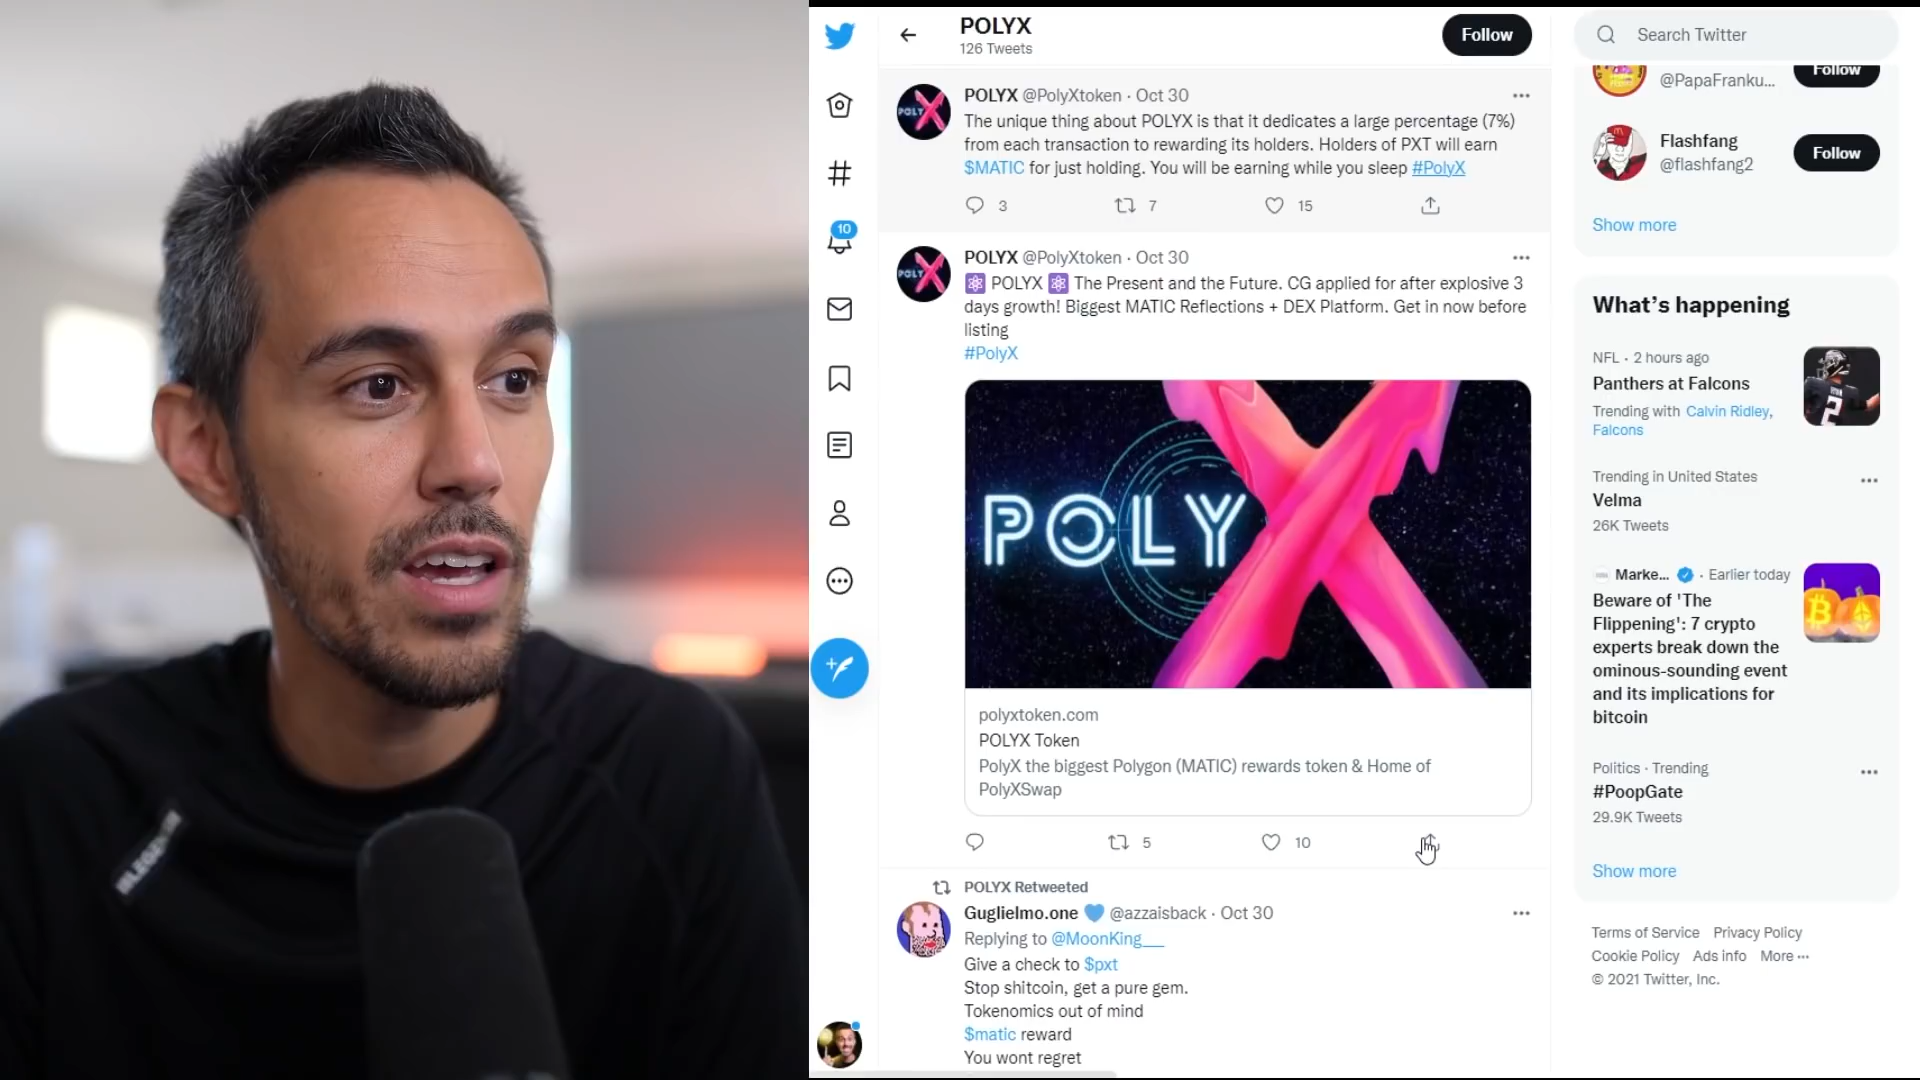 POLYX
126 Tweets
Follow
Search Twitter
POLYX @PolyXtoken · Oct 30
The unique thing about POLYX is that it dedicates a large percentage (7%)
from each transaction to rewarding its holders. Holders of PXT will earn
$MATIC for just holding. You will be earning while you sleep #PolyX
3 7 15
POLYX @PolyXtoken · Oct 30
POLYX The Present and the Future. CG applied for after explosive 3
days growth! Biggest MATIC Reflections + DEX Platform. Get in now before
listing
#PolyX
POLYX
POLYX
POLY
polyxtoken.com
POLYX Token
PolyX the biggest Polygon (MATIC) rewards token & Home of
PolyXSwap
5 10
POLYX Retweeted
Guglielmo.one @azzaisback · Oct 30
Replying to @MoonKing___
Give a check to $pxt
Stop shitcoin, get a pure gem.
Tokenomics out of mind
$matic reward
You wont regret
10
@PapaFranku...
Follow
Flashfang
@flashfang2
Follow
Show more
What's happening
NFL · 2 hours ago
Panthers at Falcons
Trending with Calvin Ridley,
Falcons
2
Trending in United States
Velma
26K Tweets
Marke... · Earlier today
Beware of 'The
Flippening': 7 crypto
experts break down the
ominous-sounding event
and its implications for
bitcoin
Politics · Trending
#PoopGate
29.9K Tweets
Show more
Terms of Service Privacy Policy
Cookie Policy Ads info More ···
© 2021 Twitter, Inc.